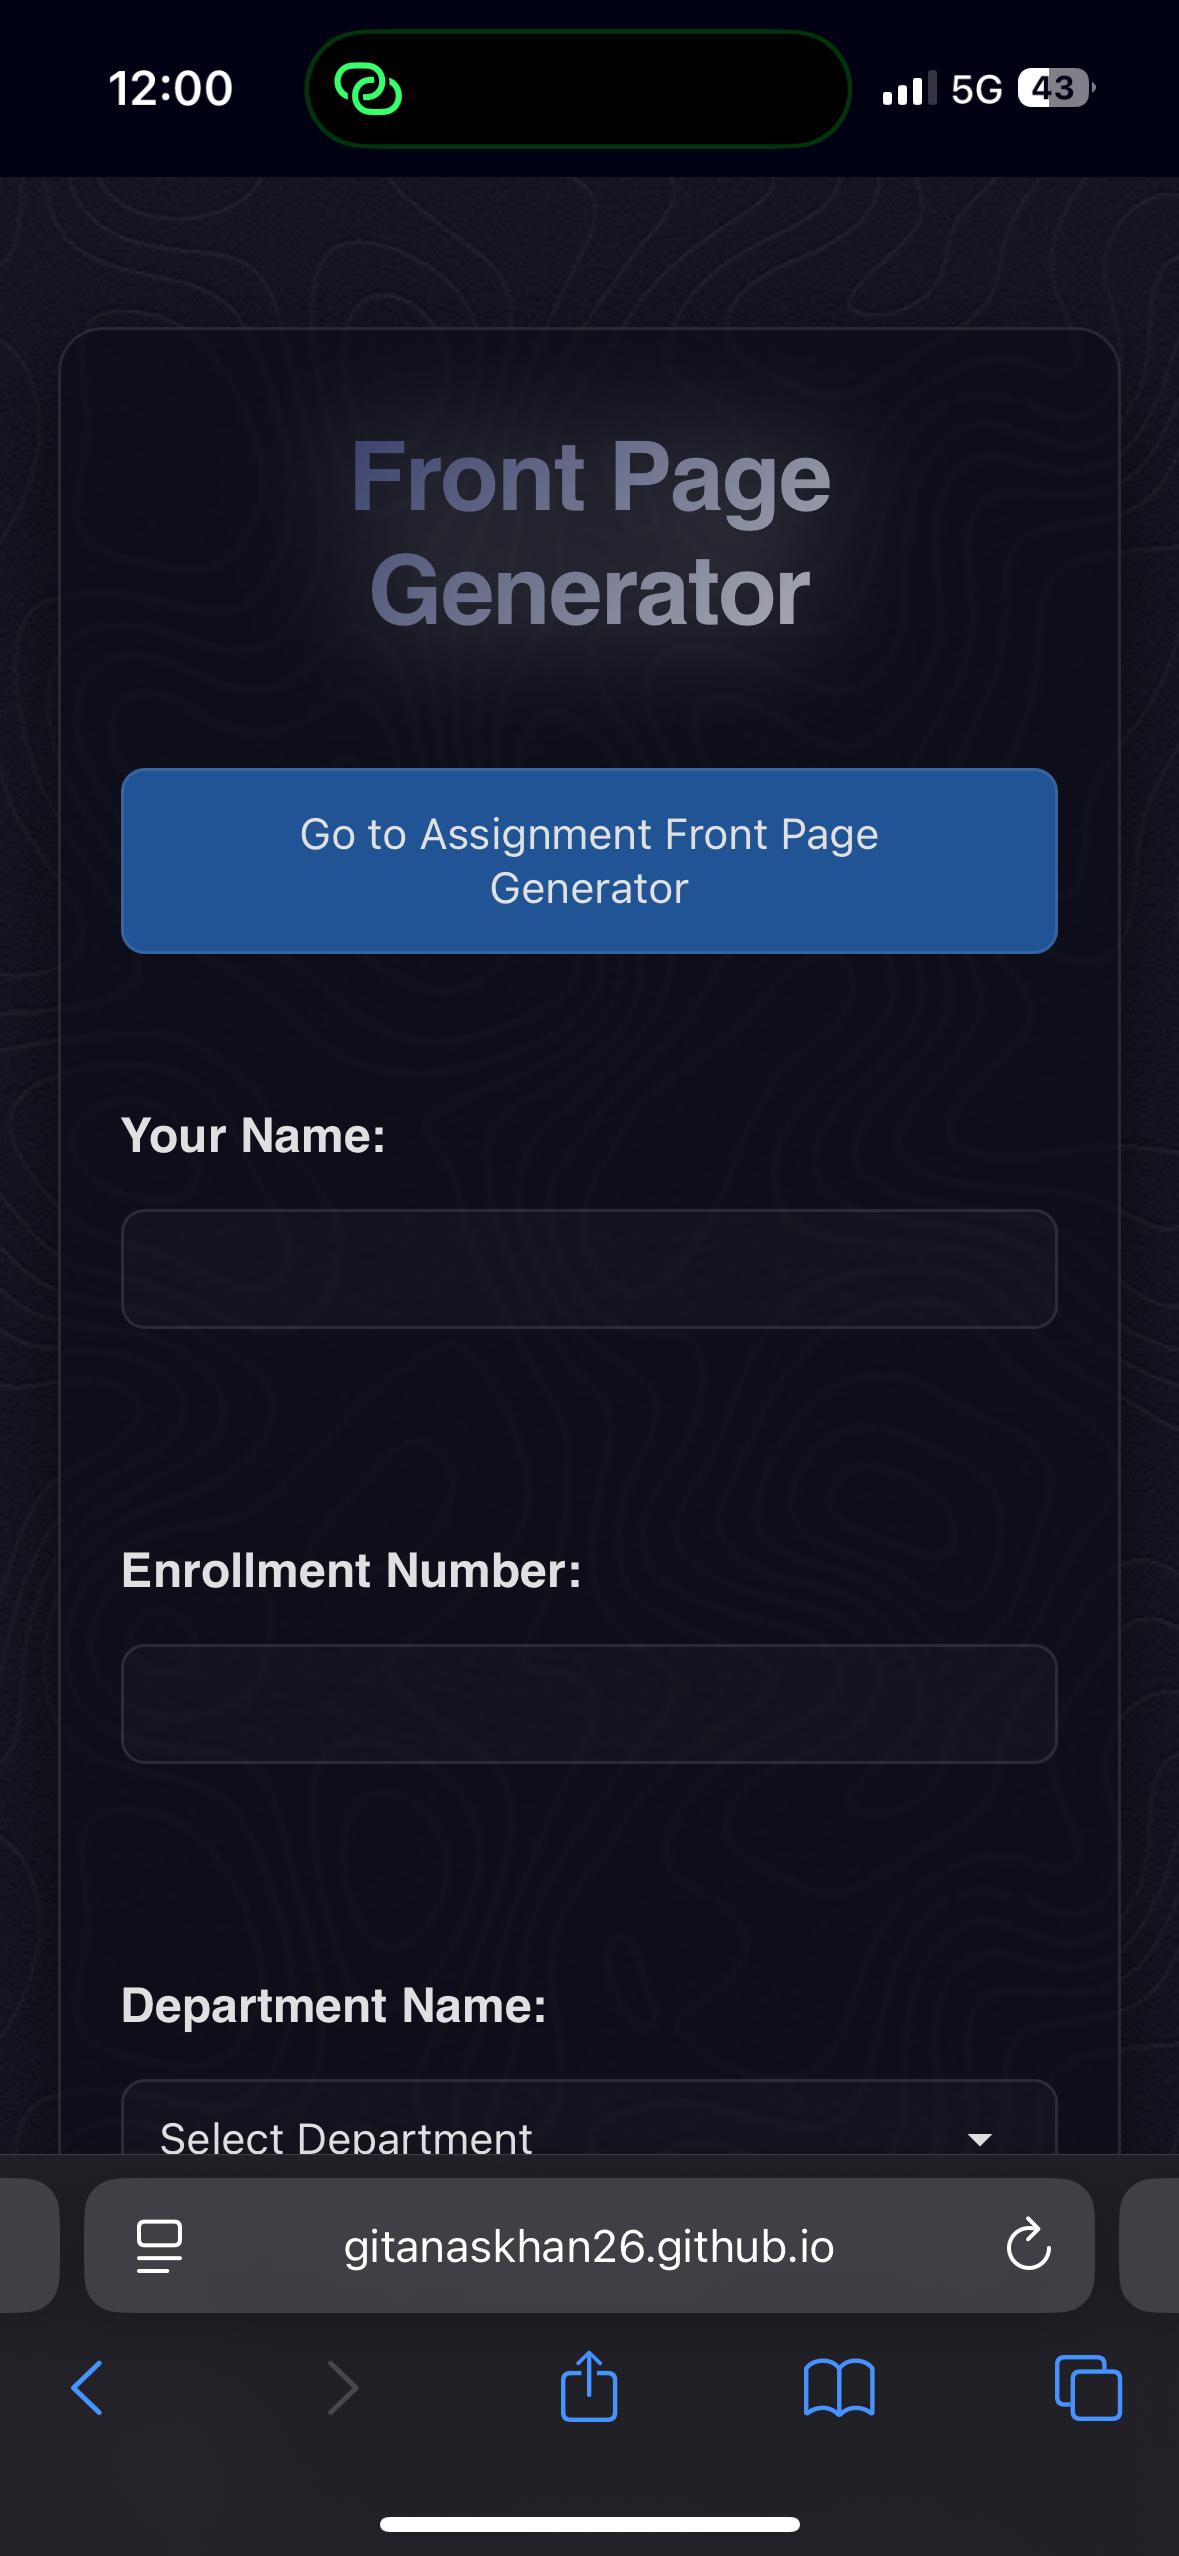 12:00
5G
43
Front Page
Generator
Go to Assignment Front Page
Generator
Your Name:
Enrollment Number:
Department Name:
Select Department
gitanaskhan26.github.io